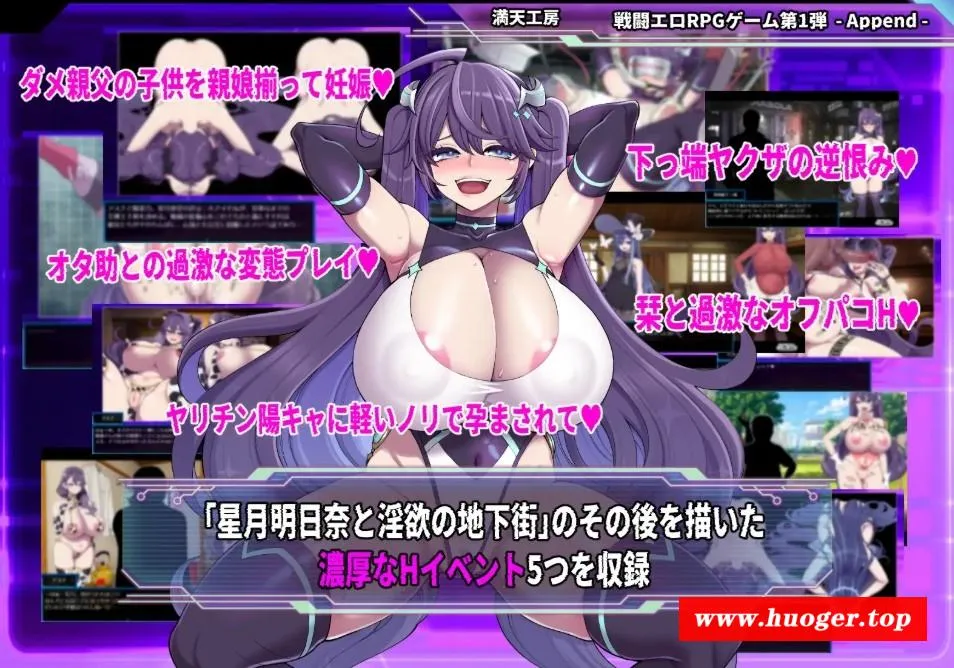 満天工房
戦闘エロRPGゲーム第1弾 - Append -
ダメ親父の子供を親娘揃って妊娠♥
下っ端ヤクザの逆恨み♥
オタ助との過激な変態プレイ♥
栞と過激なオフパコH♥
ヤリチン陽キャに軽いノリで孕まされて♥
「星月明日奈と淫欲の地下街」のその後を描いた
濃厚なHイベント5つを収録
www.huoger.top